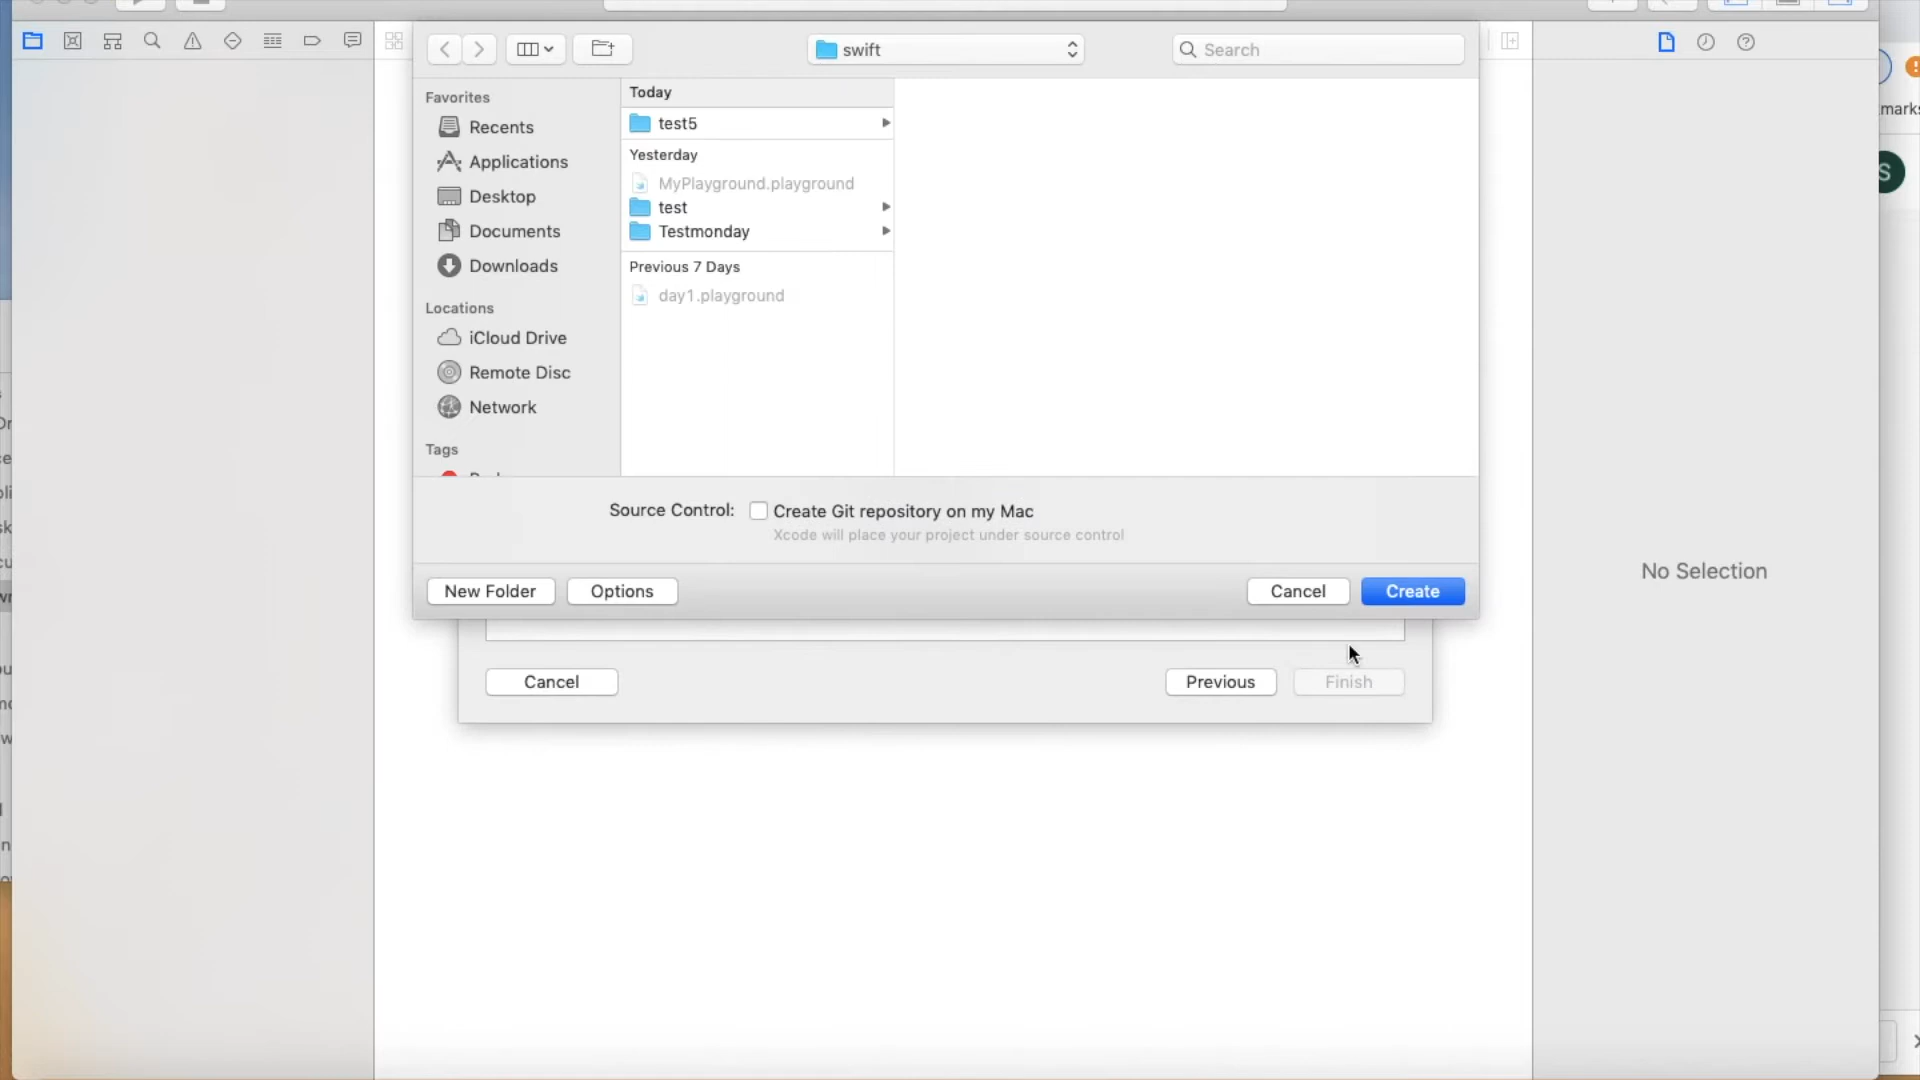 swift
Search
Favorites
Recents
Applications
Desktop
Documents
Downloads
Locations
iCloud Drive
Remote Disc
Network
Tags
Today
test5
Yesterday
MyPlayground.playground
test
Testmonday
Previous 7 Days
day1.playground
Source Control: Create Git repository on my Mac
Xcode will place your project under source control
New Folder Options Cancel Create
Cancel Previous Finish
No Selection
S